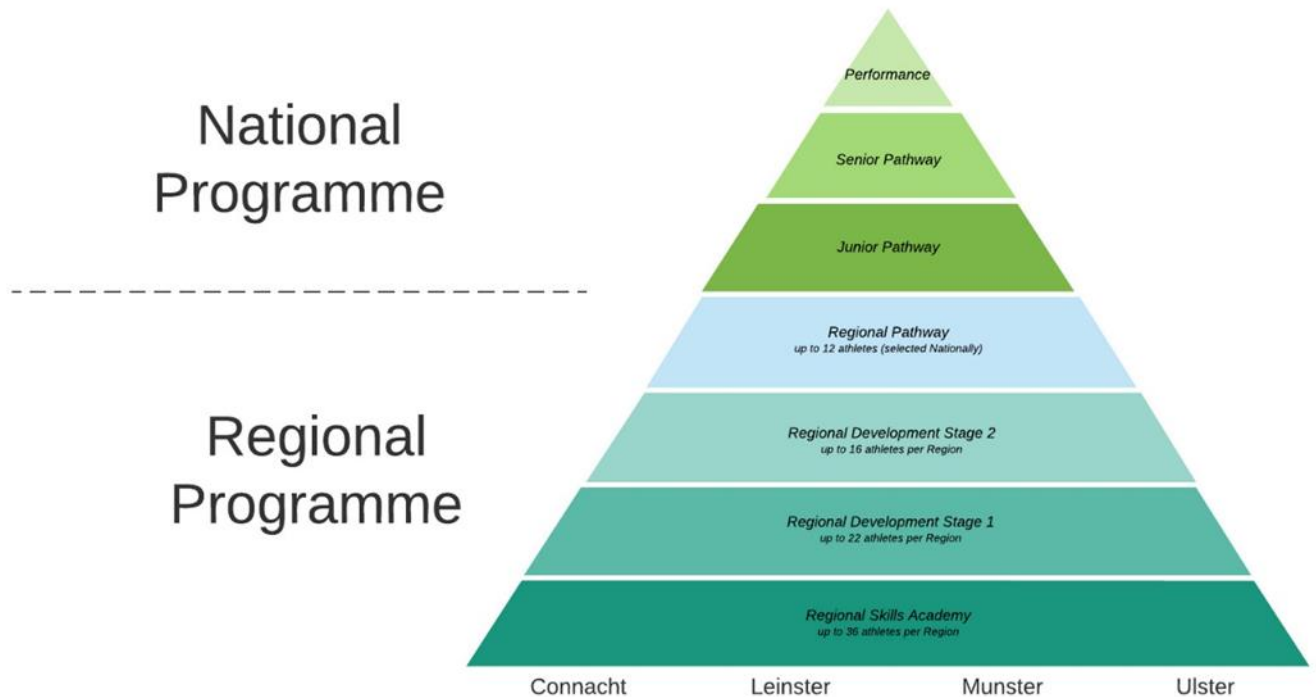 National
Programme
Regional
Programme
Performance
Senior Pathway
Junior Pathway
Regional Pathway
up to 12 athletes (selected Nationally)
Regional Development Stage 2
up to 16 athletes per Region
Regional Development Stage 1
up to 22 athletes per Region
Regional Skills Academy
up to 36 athletes per Region
Connacht Leinster Munster Ulster